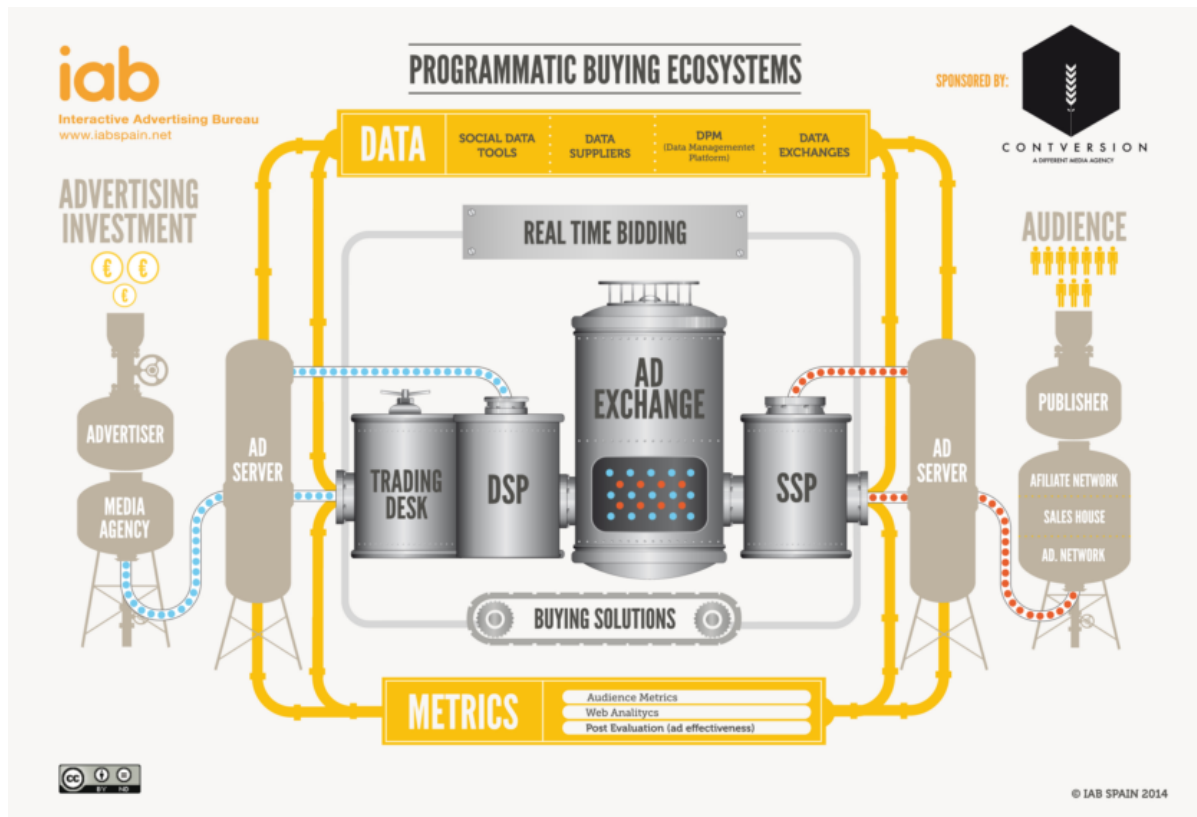 iab
Interactive Advertising Bureau
www.iabspain.net
PROGRAMMATIC BUYING ECOSYSTEMS
SPONSORED BY:
CONTVERSION
A DIFFERENT MEDIA AGENCY
DATA
SOCIAL DATA
TOOLS
DATA
SUPPLIERS
DPM
(Data Managementet
Platform)
DATA
EXCHANGES
ADVERTISING
INVESTMENT
€ €
€
REAL TIME BIDDING
AUDIENCE
ADVERTISER
MEDIA
AGENCY
AD
SERVER
TRADING
DESK
DSP
AD
EXCHANGE
SSP
AD
SERVER
PUBLISHER
AFILIATE NETWORK
SALES HOUSE
AD. NETWORK
BUYING SOLUTIONS
METRICS
Audience Metrics
Web Analitycs
Post Evaluation (ad effectiveness)
cc
BY ND
© IAB SPAIN 2014